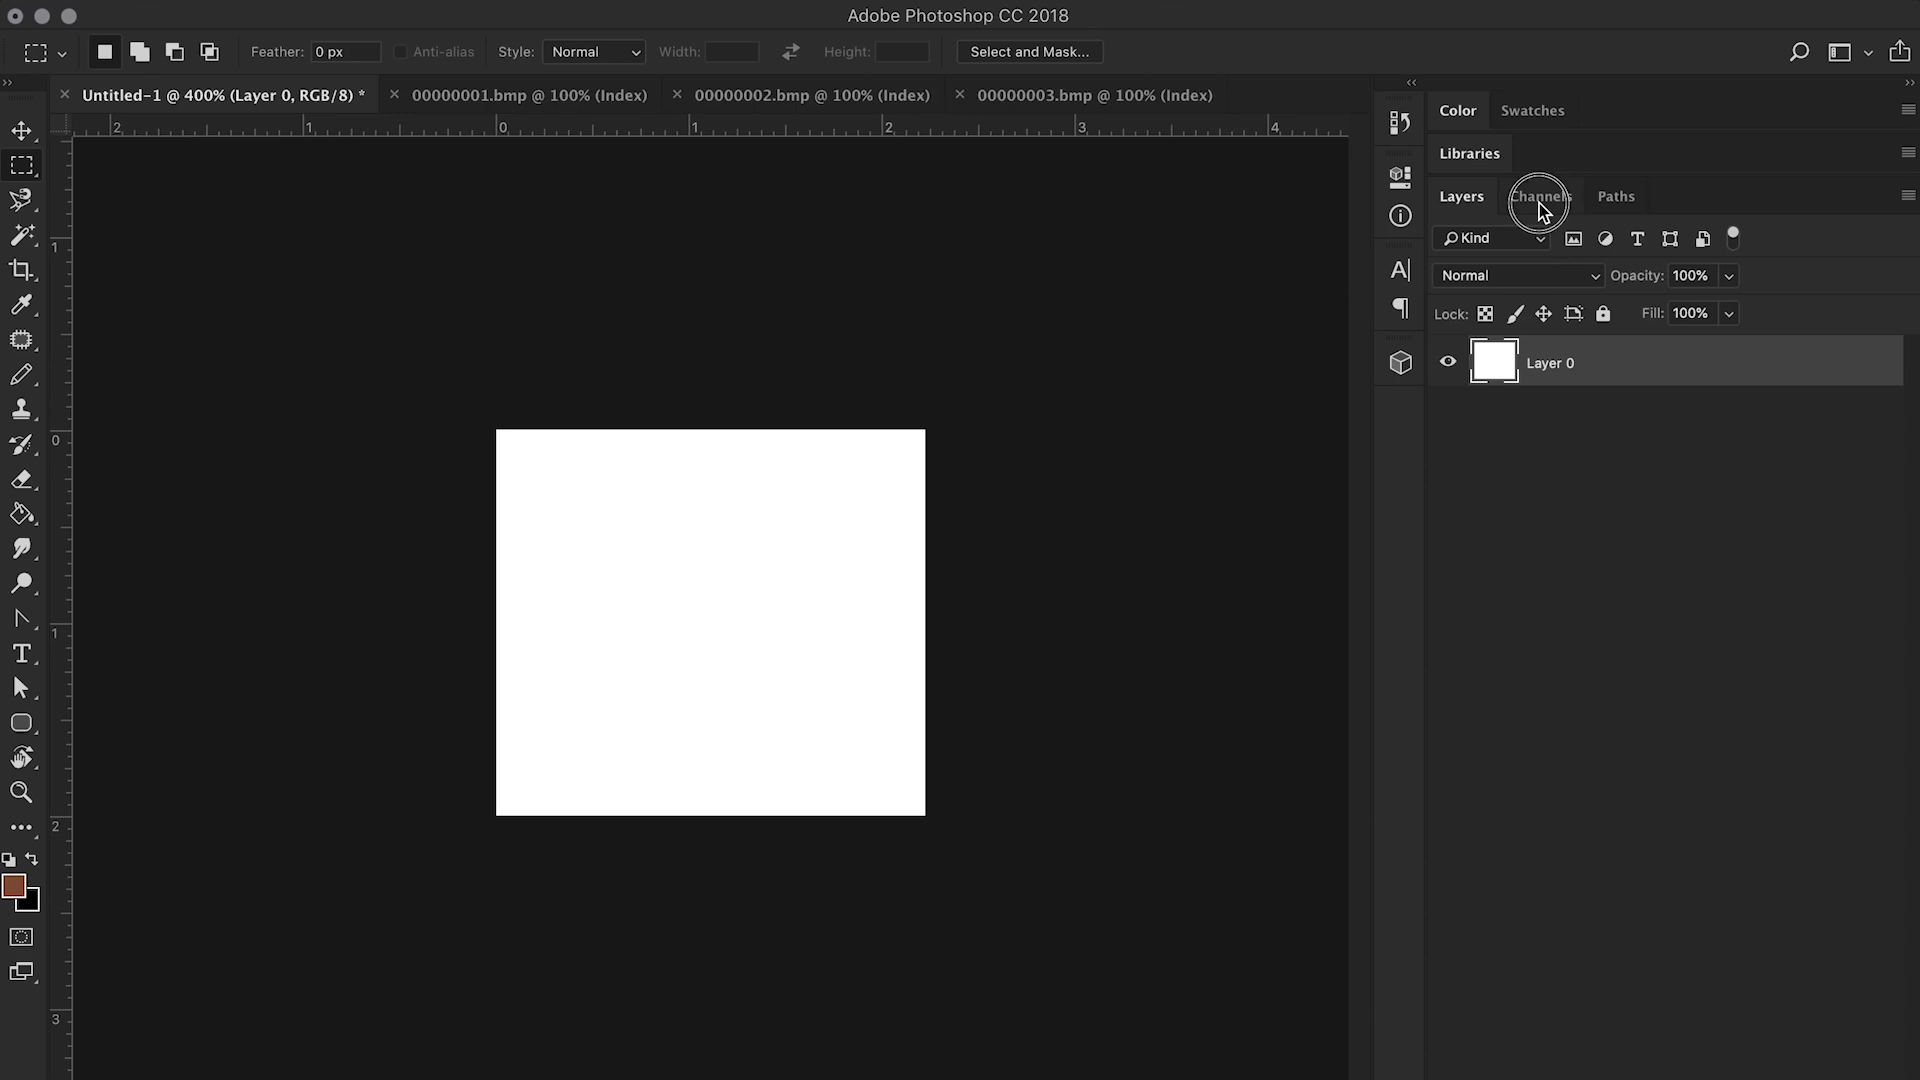 Adobe Photoshop CC 2018
Feather: 0 px Anti-alias Style: Normal Width: Height: Select and Mask...
Untitled-1 @ 400% (Layer 0, RGB/8) * 00000001.bmp @ 100% (Index) 00000002.bmp @ 100% (Index) 00000003.bmp @ 100% (Index)
2 1 0 1 2 3 4
Color Swatches
Libraries
Layers Channels Paths
Kind
Normal Opacity: 100%
Lock: Fill: 100%
Layer 0
1
0
1
2
3